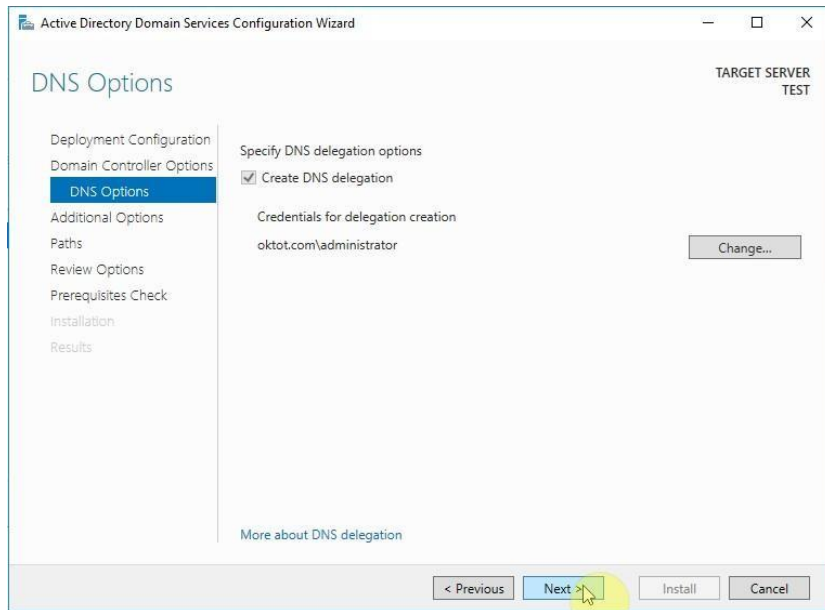 Active Directory Domain Services Configuration Wizard
DNS Options
TARGET SERVER
TEST
Deployment Configuration
Domain Controller Options
DNS Options
Additional Options
Paths
Review Options
Prerequisites Check
Installation
Results
Specify DNS delegation options
Create DNS delegation
Credentials for delegation creation
oktot.com\administrator
Change...
More about DNS delegation
< Previous
Next >
Install
Cancel